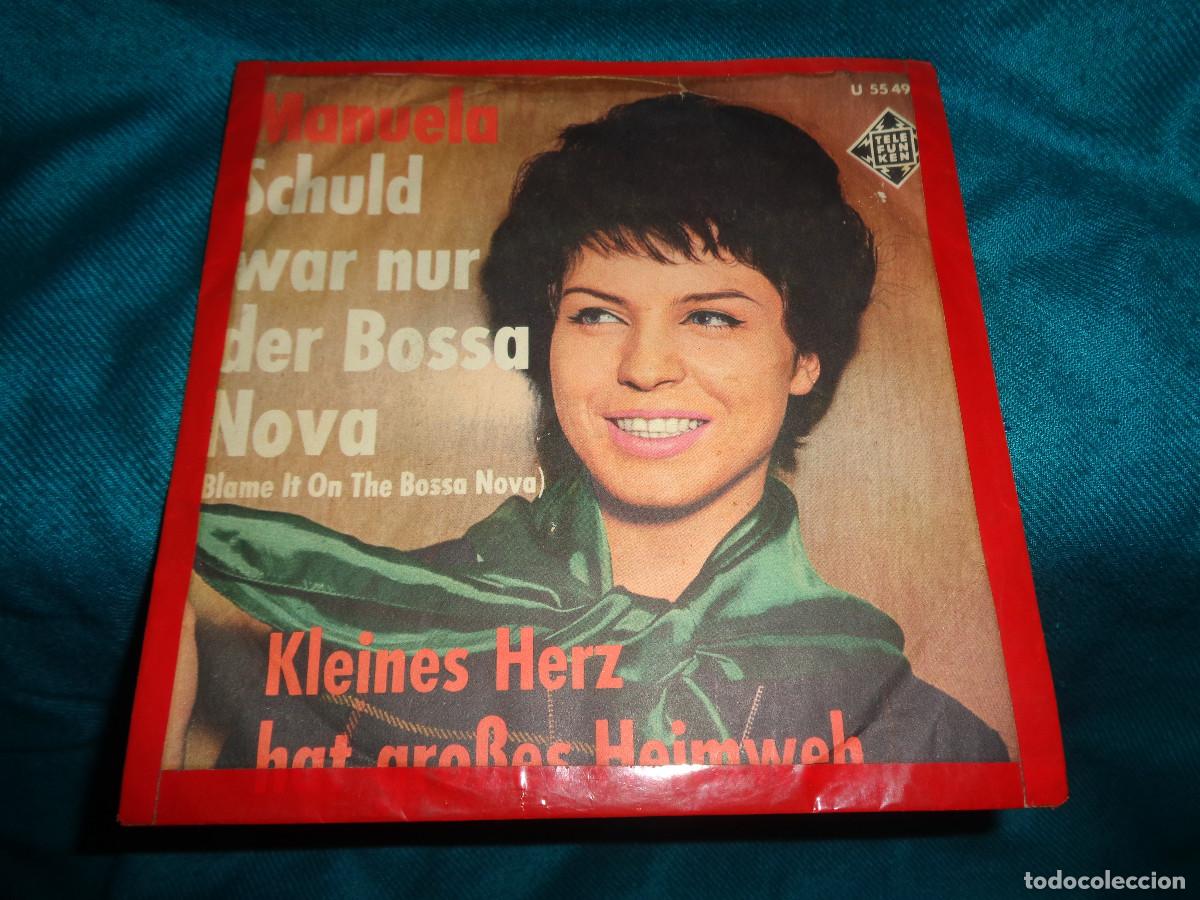 Manuela
U 55 49
TELE
FUN
KEN
Schuld
war nur
der Bossa
Nova
(Blame It On The Bossa Nova)
Kleines Herz
hat großes Heimweh
todocoleccion